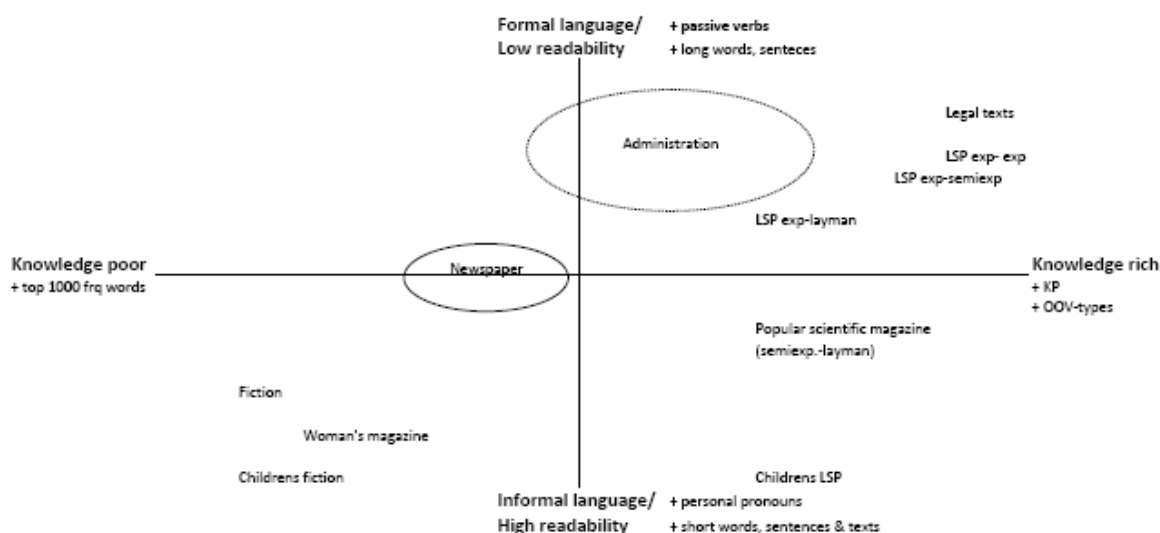 Formal language/ + passive verbs
Low readability + long words, senteces
Legal texts
Administration
LSP exp- exp
LSP exp-semiexp
LSP exp-layman
Knowledge poor
+ top 1000 frq words
Newspaper
Knowledge rich
+ KP
+ OOV-types
Popular scientific magazine
(semiexp.-layman)
Fiction
Woman's magazine
Childrens fiction
Childrens LSP
Informal language/ + personal pronouns
High readability + short words, sentences & texts